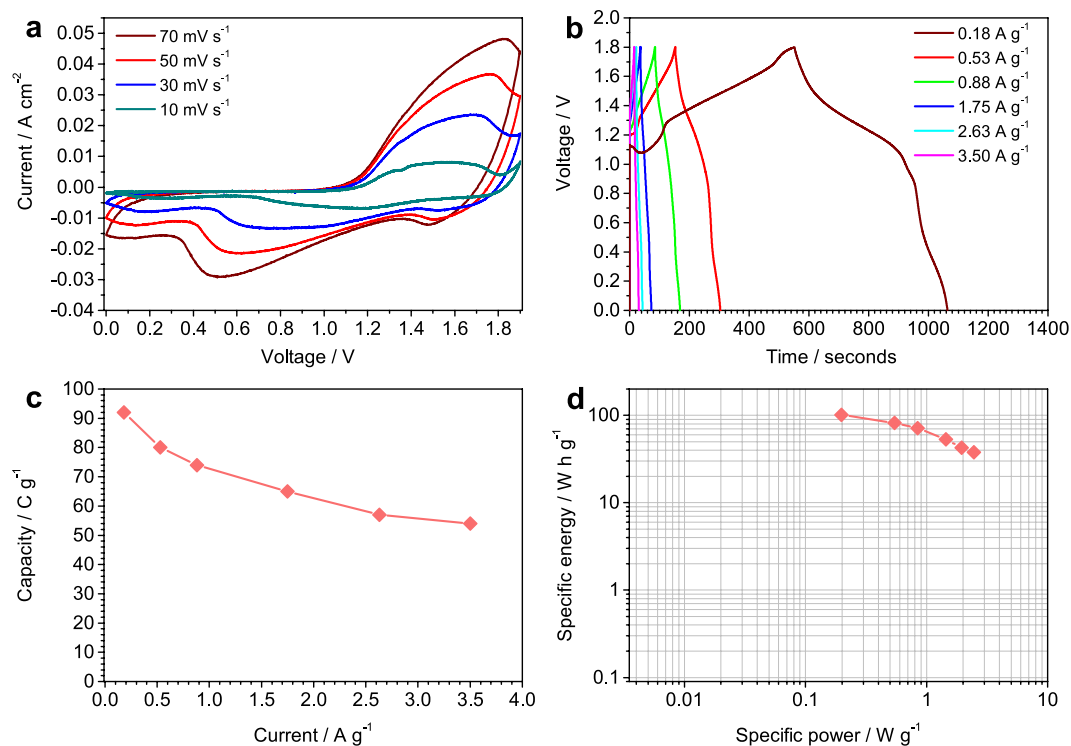 a
70 mV s⁻¹
50 mV s⁻¹
30 mV s⁻¹
10 mV s⁻¹
0.05
0.04
0.03
0.02
0.01
0.00
-0.01
-0.02
-0.03
-0.04
Current / A cm⁻²
0.0 0.2 0.4 0.6 0.8 1.0 1.2 1.4 1.6 1.8
Voltage / V
b
0.18 A g⁻¹
0.53 A g⁻¹
0.88 A g⁻¹
1.75 A g⁻¹
2.63 A g⁻¹
3.50 A g⁻¹
2.0
1.8
1.6
1.4
1.2
1.0
0.8
0.6
0.4
0.2
0.0
Voltage / V
0 200 400 600 800 1000 1200 1400
Time / seconds
c
100
90
80
70
60
50
40
30
20
10
0
Capacity / C g⁻¹
0.0 0.5 1.0 1.5 2.0 2.5 3.0 3.5 4.0
Current / A g⁻¹
d
100
10
1
0.1
Specific energy / W h g⁻¹
0.01 0.1 1 10
Specific power / W g⁻¹